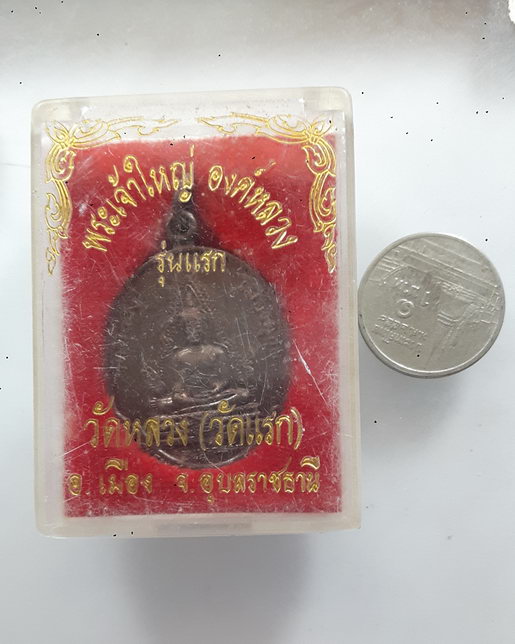 พระเจ้าใหญ่ องค์หลวง
รุ่นแรก
วัดหลวง (วัดแรก)
อ.เมือง จ.อุบลราชธานี